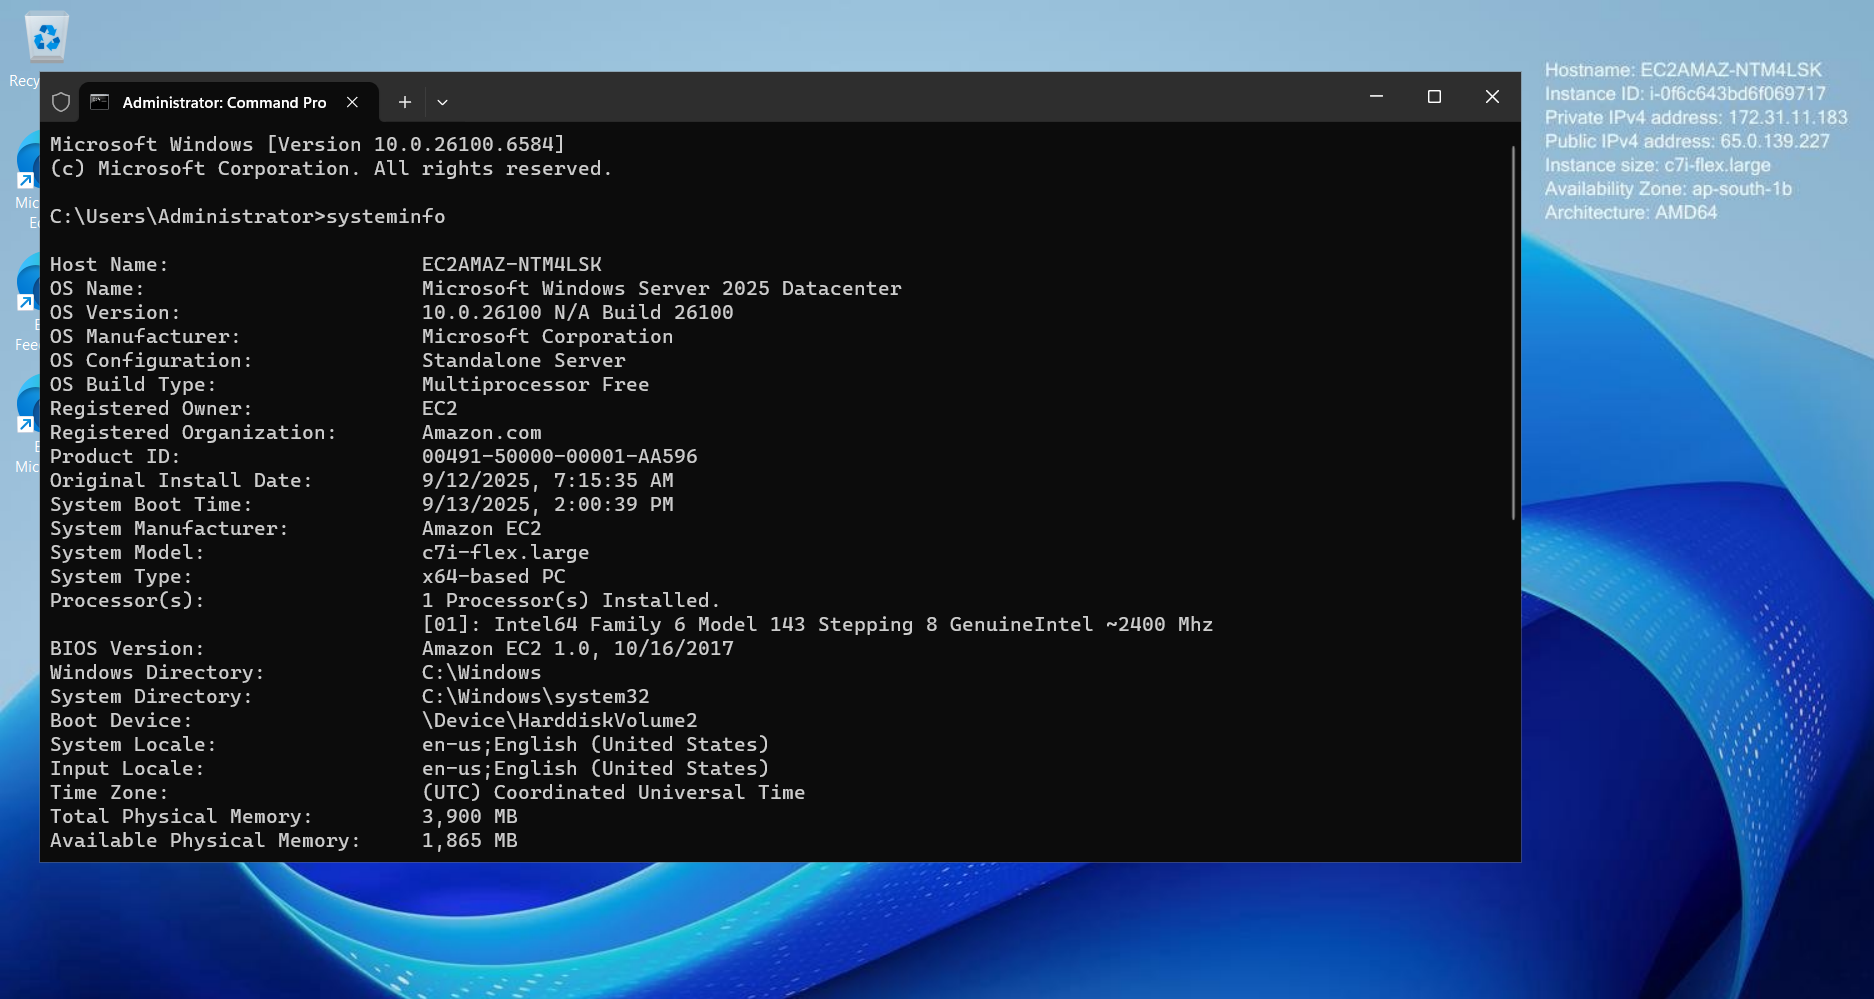 Recy
Mic
E
Fee
E
Mic
Administrator: Command Pro
Microsoft Windows [Version 10.0.26100.6584]
(c) Microsoft Corporation. All rights reserved.
C:\Users\Administrator>systeminfo
Host Name: EC2AMAZ-NTM4LSK
OS Name: Microsoft Windows Server 2025 Datacenter
OS Version: 10.0.26100 N/A Build 26100
OS Manufacturer: Microsoft Corporation
OS Configuration: Standalone Server
OS Build Type: Multiprocessor Free
Registered Owner: EC2
Registered Organization: Amazon.com
Product ID: 00491-50000-00001-AA596
Original Install Date: 9/12/2025, 7:15:35 AM
System Boot Time: 9/13/2025, 2:00:39 PM
System Manufacturer: Amazon EC2
System Model: c7i-flex.large
System Type: x64-based PC
Processor(s): 1 Processor(s) Installed.
[01]: Intel64 Family 6 Model 143 Stepping 8 GenuineIntel ~2400 Mhz
BIOS Version: Amazon EC2 1.0, 10/16/2017
Windows Directory: C:\Windows
System Directory: C:\Windows\system32
Boot Device: \Device\HarddiskVolume2
System Locale: en-us;English (United States)
Input Locale: en-us;English (United States)
Time Zone: (UTC) Coordinated Universal Time
Total Physical Memory: 3,900 MB
Available Physical Memory: 1,865 MB
Hostname: EC2AMAZ-NTM4LSK
Instance ID: i-0f6c643bd6f069717
Private IPv4 address: 172.31.11.183
Public IPv4 address: 65.0.139.227
Instance size: c7i-flex.large
Availability Zone: ap-south-1b
Architecture: AMD64